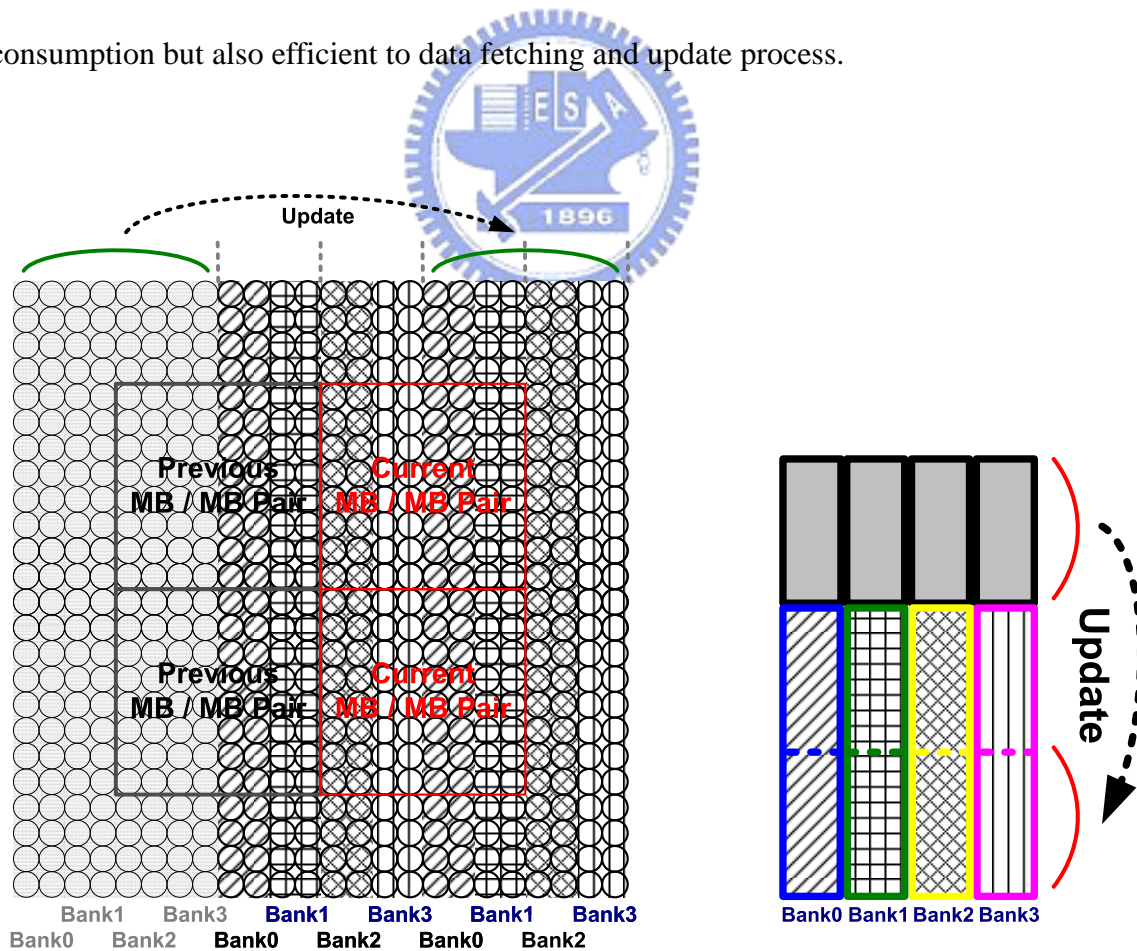 consumption but also efficient to data fetching and update process.
E S A
1896
Update
Previous
MB / MB Pair
Current
MB / MB Pair
Previous
MB / MB Pair
Current
MB / MB Pair
Bank1 Bank3 Bank1 Bank3 Bank1 Bank3
Bank0 Bank2 Bank0 Bank2 Bank0 Bank2
Update
Bank0 Bank1 Bank2 Bank3